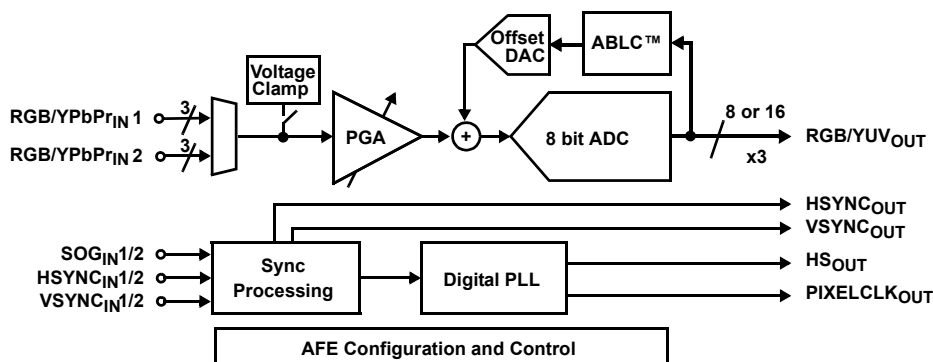 Offset
DAC
ABLC™
Voltage
Clamp
RGB/YPbPrIN 1
3
PGA
+
8 bit ADC
8 or 16
x3
RGB/YUVOUT
RGB/YPbPrIN 2
3
HSYNCOUT
VSYNCOUT
SOGIN1/2
HSYNCIN1/2
VSYNCIN1/2
Sync
Processing
Digital PLL
HSOUT
PIXELCLKOUT
AFE Configuration and Control